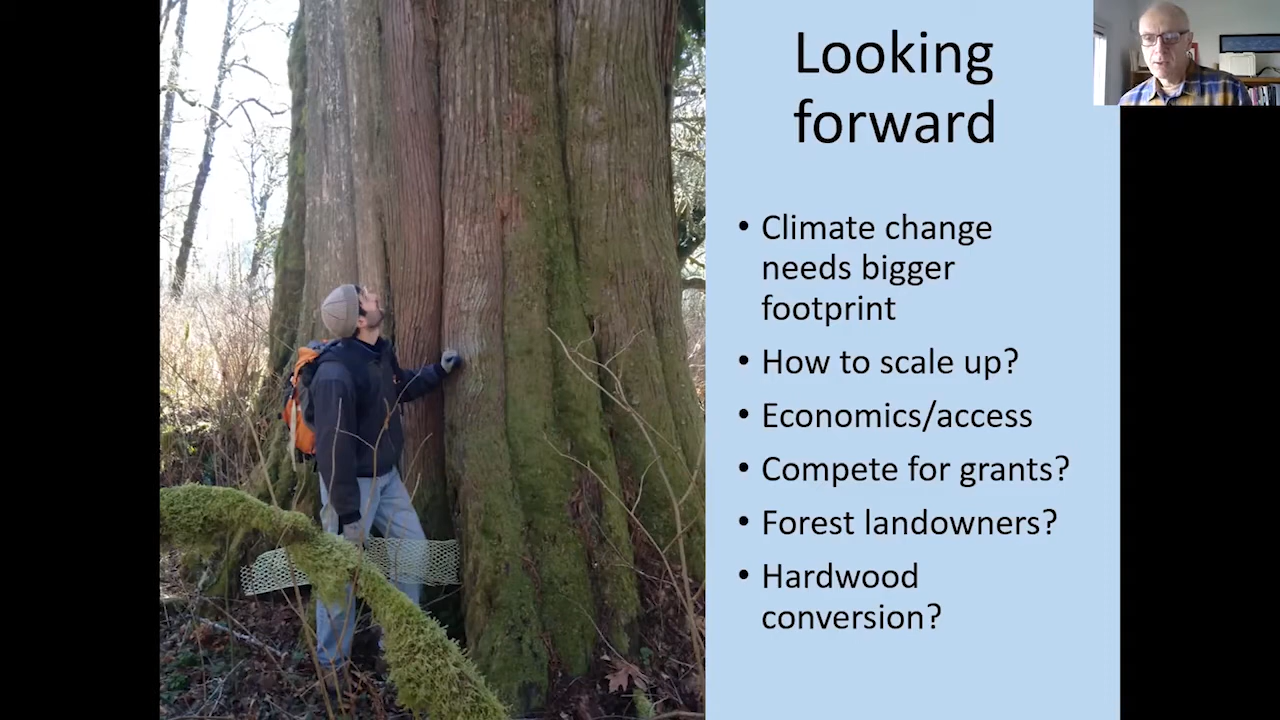 Looking
forward
• Climate change
needs bigger
footprint
• How to scale up?
• Economics/access
• Compete for grants?
• Forest landowners?
• Hardwood
conversion?